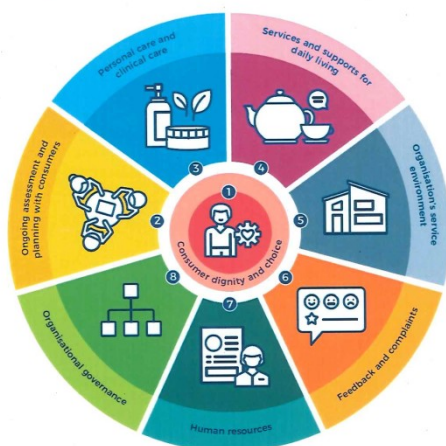 1
Consumer dignity and choice
2
Ongoing assessment and
planning with consumers
3
Personal care and
clinical care
4
Services and supports for
daily living
5
Organisation's service
environment
6
Feedback and complaints
7
Human resources
8
Organisational governance